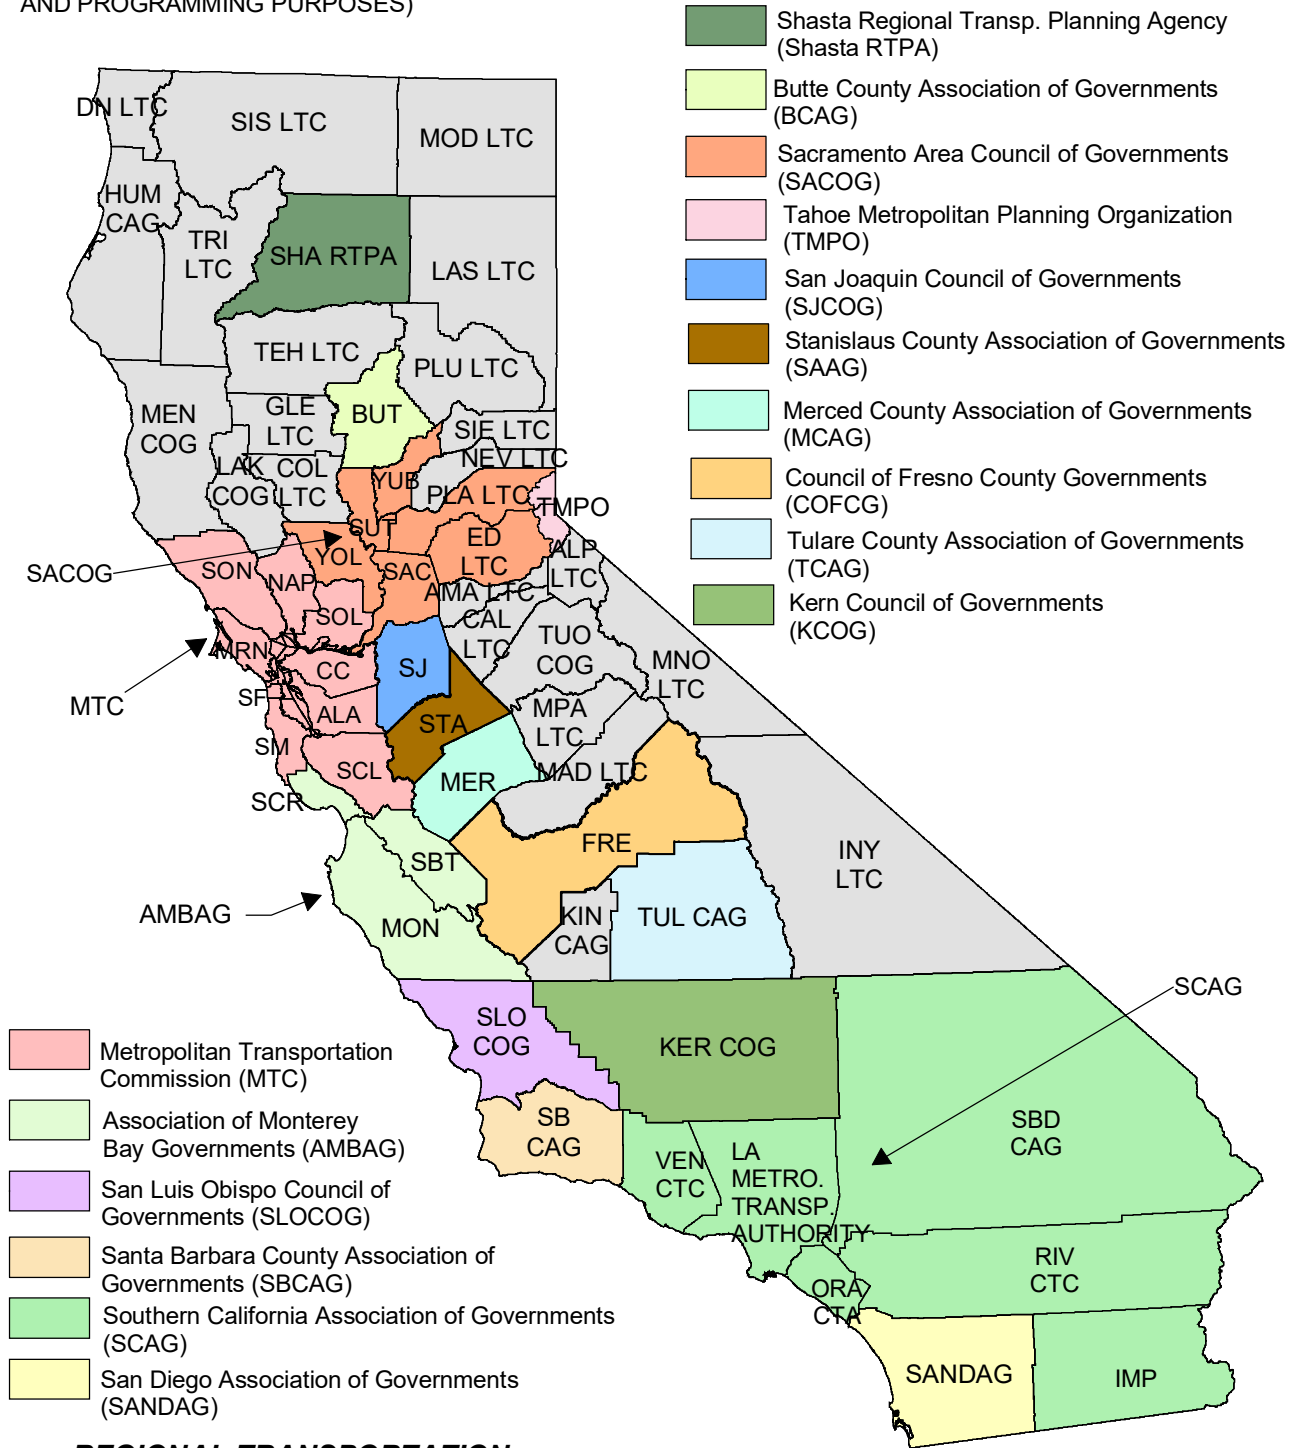 AND PROGRAMMING PURPOSES)
Shasta Regional Transp. Planning Agency
(Shasta RTPA)
Butte County Association of Governments
(BCAG)
Sacramento Area Council of Governments
(SACOG)
Tahoe Metropolitan Planning Organization
(TMPO)
San Joaquin Council of Governments
(SJCOG)
Stanislaus County Association of Governments
(SAAG)
Merced County Association of Governments
(MCAG)
Council of Fresno County Governments
(COFCG)
Tulare County Association of Governments
(TCAG)
Kern Council of Governments
(KCOG)
DN LTC
SIS LTC
MOD LTC
HUM
CAG
TRI
LTC
SHA RTPA
LAS LTC
TEH LTC
PLU LTC
MEN
COG
GLE
LTC
BUT
SIE LTC
LAK
COG
COL
LTC
YUB
NEV LTC
PLA LTC
TMPO
SUT
YOL
ED
LTC
ALP
LTC
SACOG
SON
NAP
SAC
AMA LTC
SOL
CAL
LTC
TUO
COG
MRN
CC
SJ
MNO
LTC
MTC
SF
ALA
STA
MPA
LTC
SM
SCL
MER
MAD LTC
SCR
FRE
INY
LTC
SBT
AMBAG
MON
KIN
CAG
TUL CAG
SCAG
SLO
COG
KER COG
SB
CAG
SBD
CAG
VEN
CTC
LA
METRO.
TRANSP.
AUTHORITY
RIV
CTC
ORA
CTA
SANDAG
IMP
Metropolitan Transportation
Commission (MTC)
Association of Monterey
Bay Governments (AMBAG)
San Luis Obispo Council of
Governments (SLOCOG)
Santa Barbara County Association of
Governments (SBCAG)
Southern California Association of Governments
(SCAG)
San Diego Association of Governments
(SANDAG)
REGIONAL TRANSPORTATION